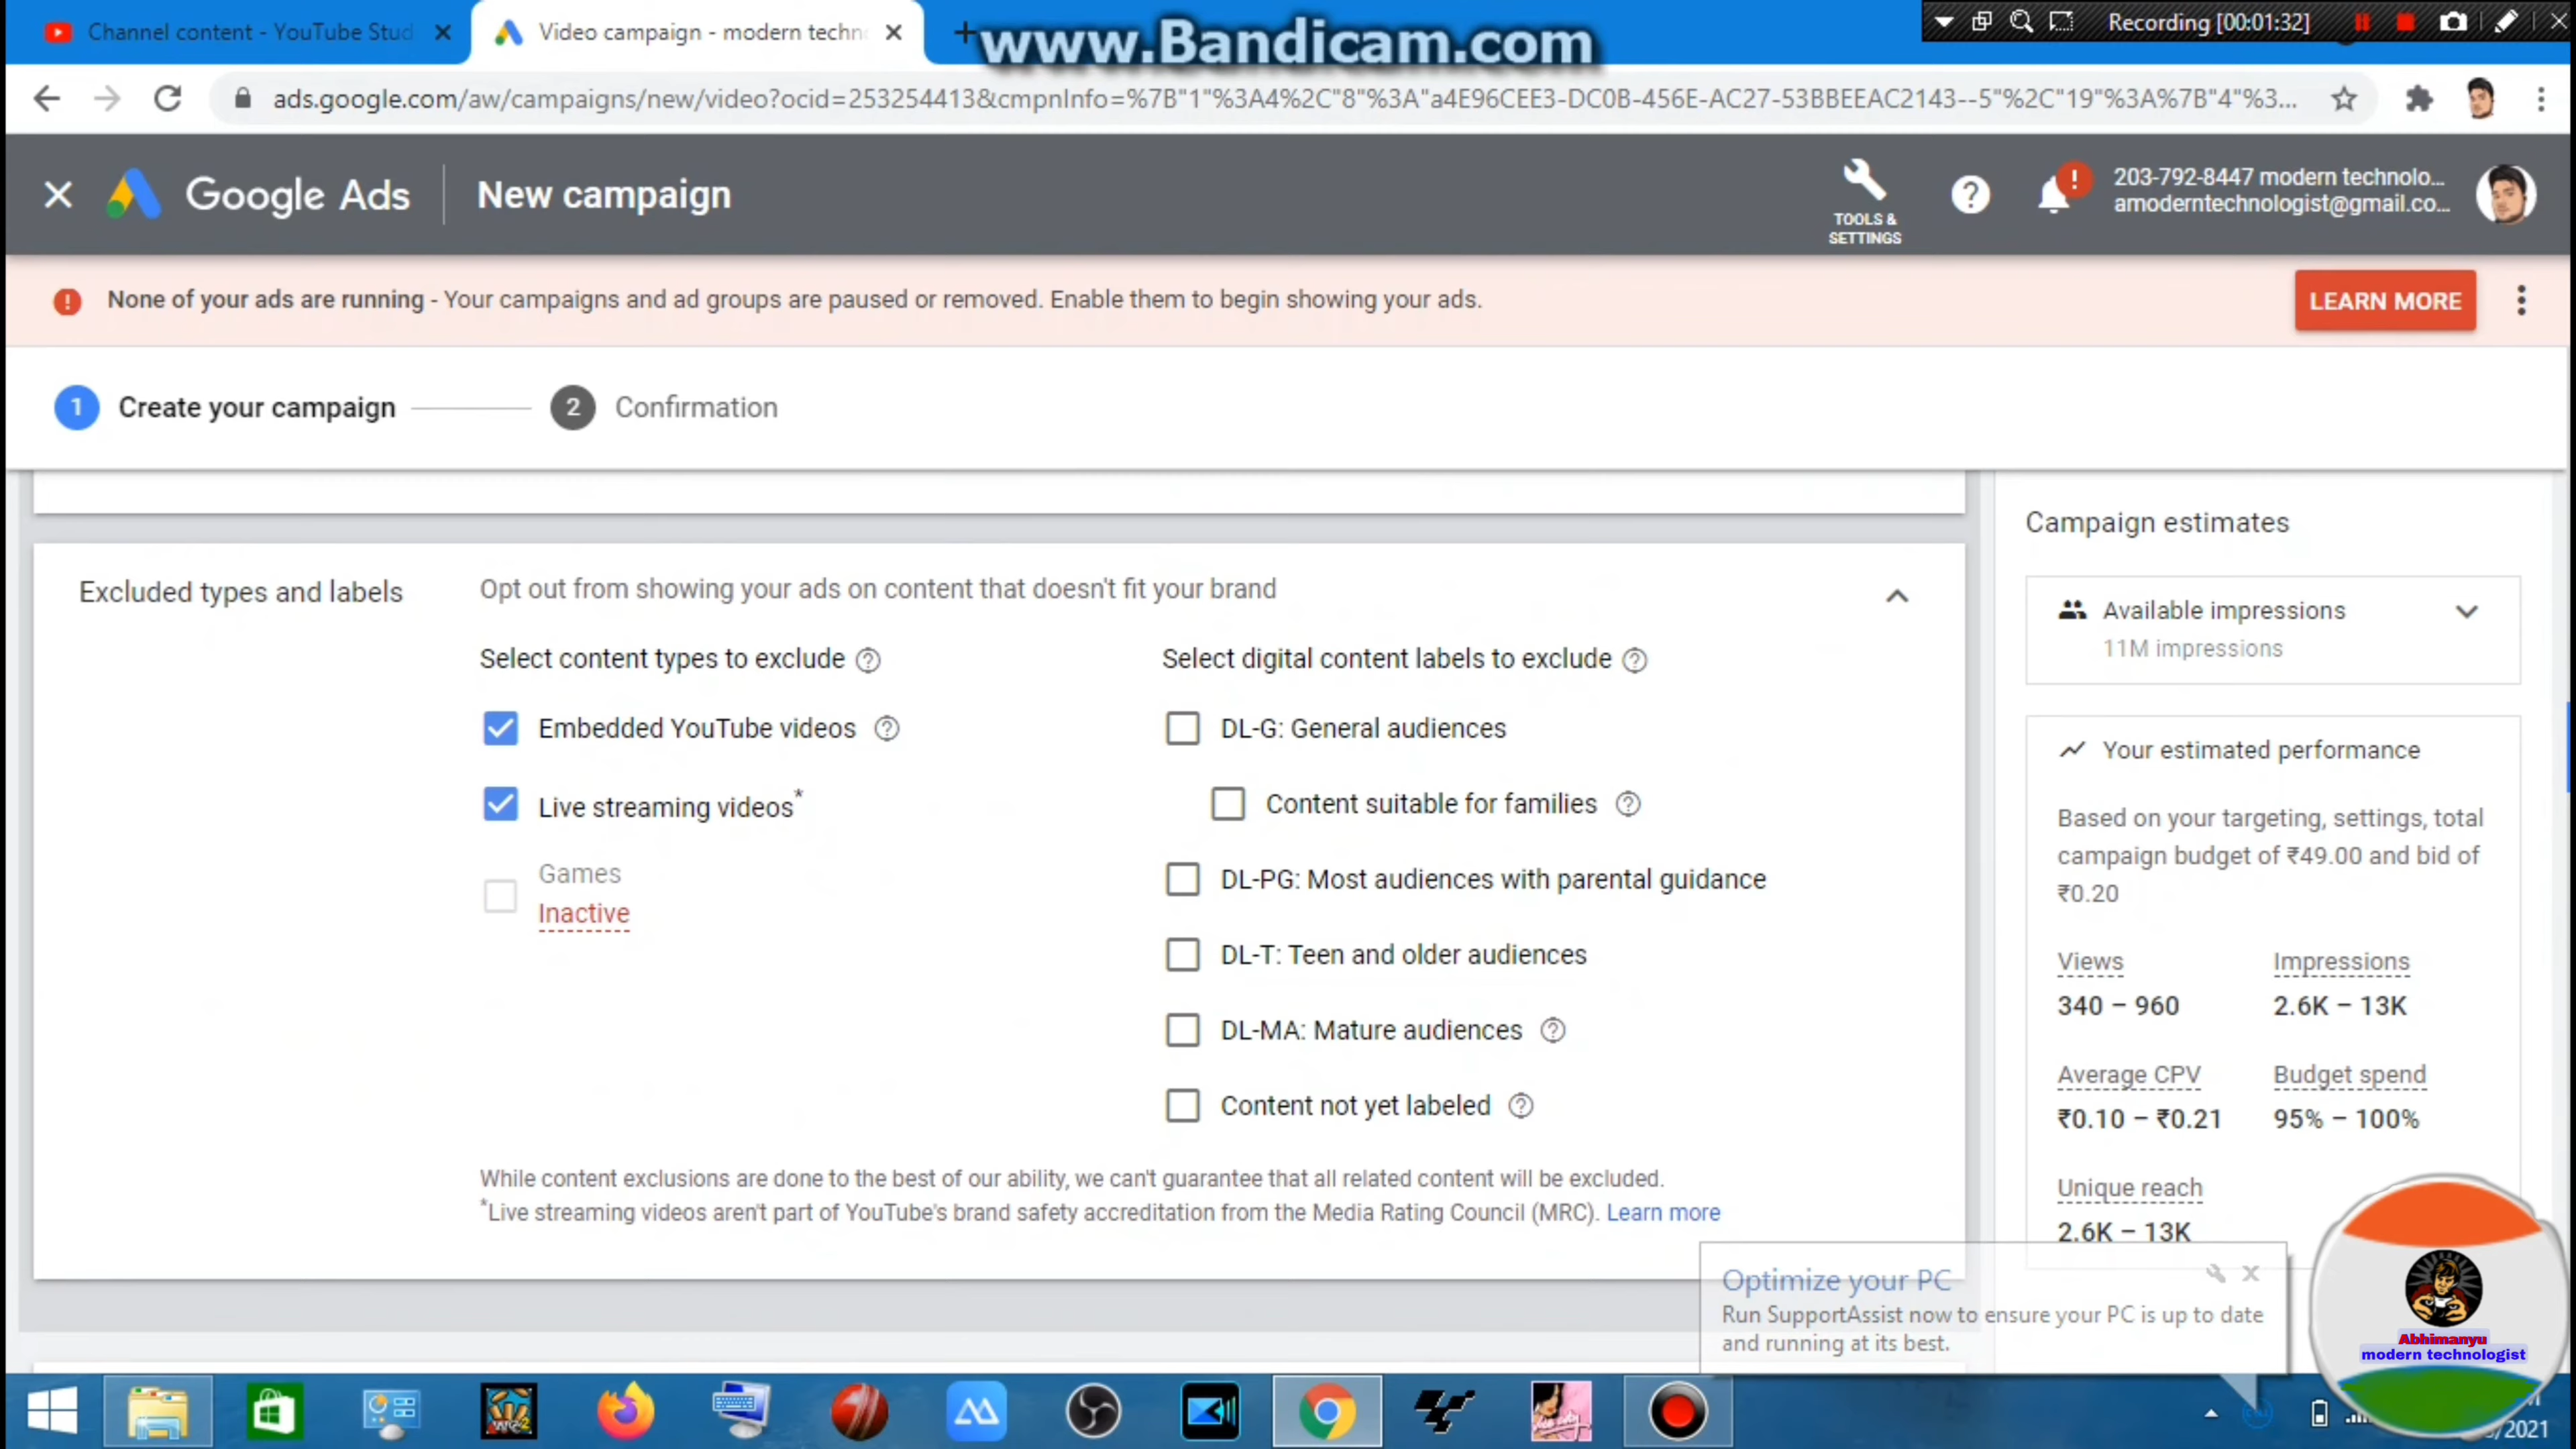 Channel content - YouTube Stud
Video campaign - modern techn
www.Bandicam.com
Recording [00:01:32]
ads.google.com/aw/campaigns/new/video?ocid=253254413&cmpnInfo=%7B"1"%3A4%2C"8"%3A"a4E96CEE3-DC0B-456E-AC27-53BBEEAC2143--5"%2C"19"%3A%7B"4"%3...
Google Ads
New campaign
TOOLS &
SETTINGS
203-792-8447 modern technolo...
amoderntechnologist@gmail.co...
None of your ads are running - Your campaigns and ad groups are paused or removed. Enable them to begin showing your ads.
LEARN MORE
1 Create your campaign
2 Confirmation
Excluded types and labels
Opt out from showing your ads on content that doesn't fit your brand
Select content types to exclude
Embedded YouTube videos
Live streaming videos*
Games
Inactive
Select digital content labels to exclude
DL-G: General audiences
Content suitable for families
DL-PG: Most audiences with parental guidance
DL-T: Teen and older audiences
DL-MA: Mature audiences
Content not yet labeled
While content exclusions are done to the best of our ability, we can't guarantee that all related content will be excluded.
*Live streaming videos aren't part of YouTube's brand safety accreditation from the Media Rating Council (MRC). Learn more
Campaign estimates
Available impressions
11M impressions
Your estimated performance
Based on your targeting, settings, total
campaign budget of ₹49.00 and bid of
₹0.20
Views
340 – 960
Impressions
2.6K – 13K
Average CPV
₹0.10 – ₹0.21
Budget spend
95% – 100%
Unique reach
2.6K – 13K
Optimize your PC
Run SupportAssist now to ensure your PC is up to date
and running at its best.
Abhimanyu
modern technologist
/2021